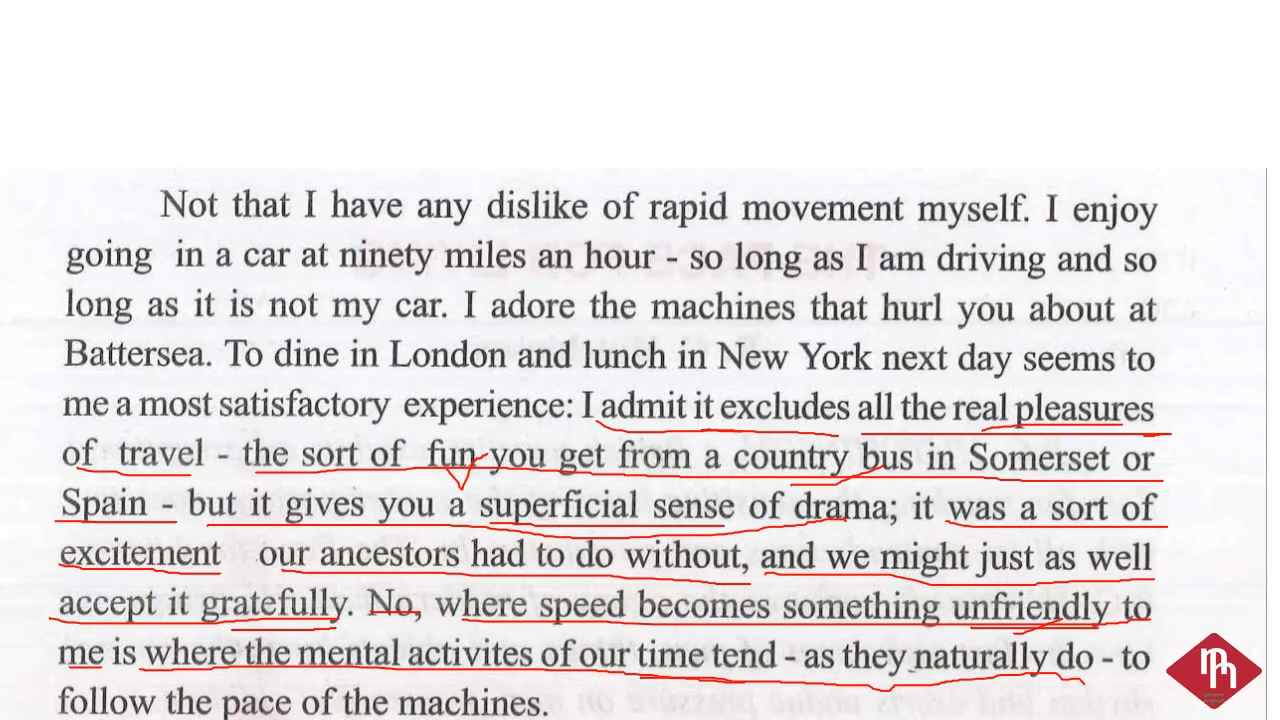 Not that I have any dislike of rapid movement myself. I enjoy
going in a car at ninety miles an hour - so long as I am driving and so
long as it is not my car. I adore the machines that hurl you about at
Battersea. To dine in London and lunch in New York next day seems to
me a most satisfactory experience: I admit it excludes all the real pleasures
of travel - the sort of fun you get from a country bus in Somerset or
Spain - but it gives you a superficial sense of drama; it was a sort of
excitement our ancestors had to do without, and we might just as well
accept it gratefully. No, where speed becomes something unfriendly to
me is where the mental activites of our time tend - as they naturally do - to
follow the pace of the machines.